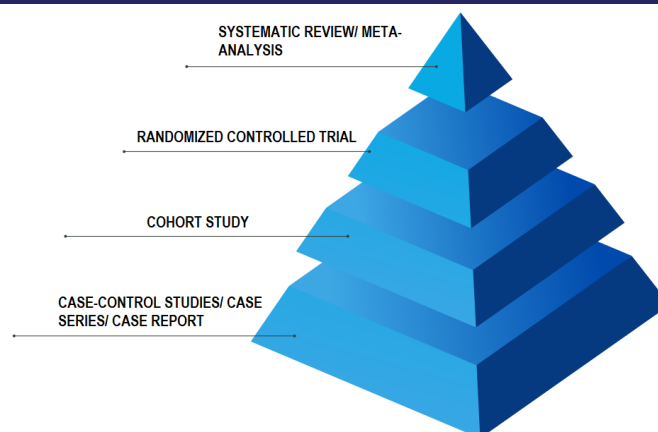 SYSTEMATIC REVIEW/ META-
ANALYSIS
RANDOMIZED CONTROLLED TRIAL
COHORT STUDY
CASE-CONTROL STUDIES/ CASE
SERIES/ CASE REPORT